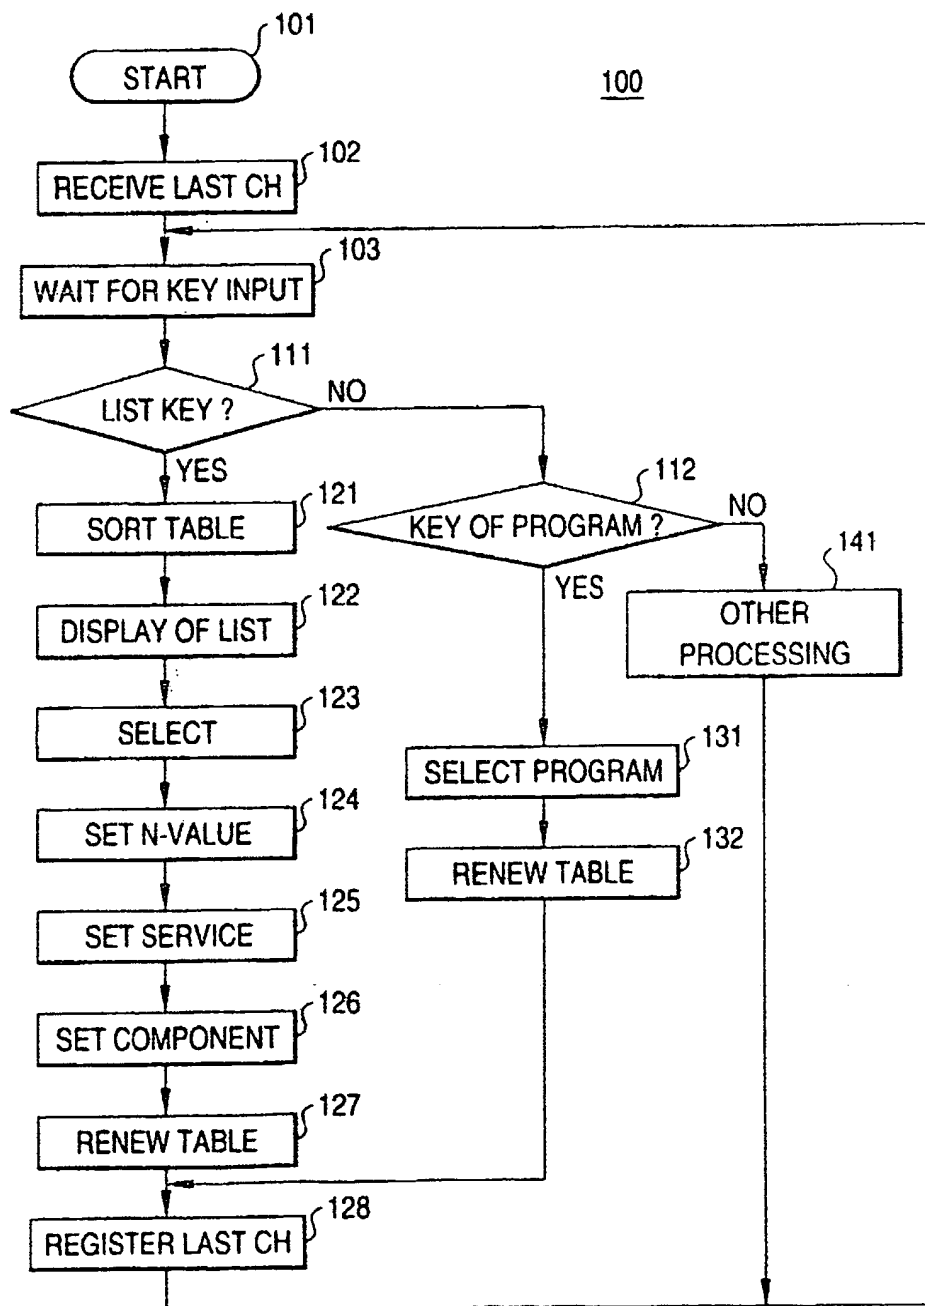 101
START
100
102
RECEIVE LAST CH
103
WAIT FOR KEY INPUT
111
LIST KEY ?
NO
YES
112
KEY OF PROGRAM ?
NO
YES
121
SORT TABLE
141
OTHER
PROCESSING
122
DISPLAY OF LIST
123
SELECT
131
SELECT PROGRAM
124
SET N-VALUE
132
RENEW TABLE
125
SET SERVICE
126
SET COMPONENT
127
RENEW TABLE
128
REGISTER LAST CH